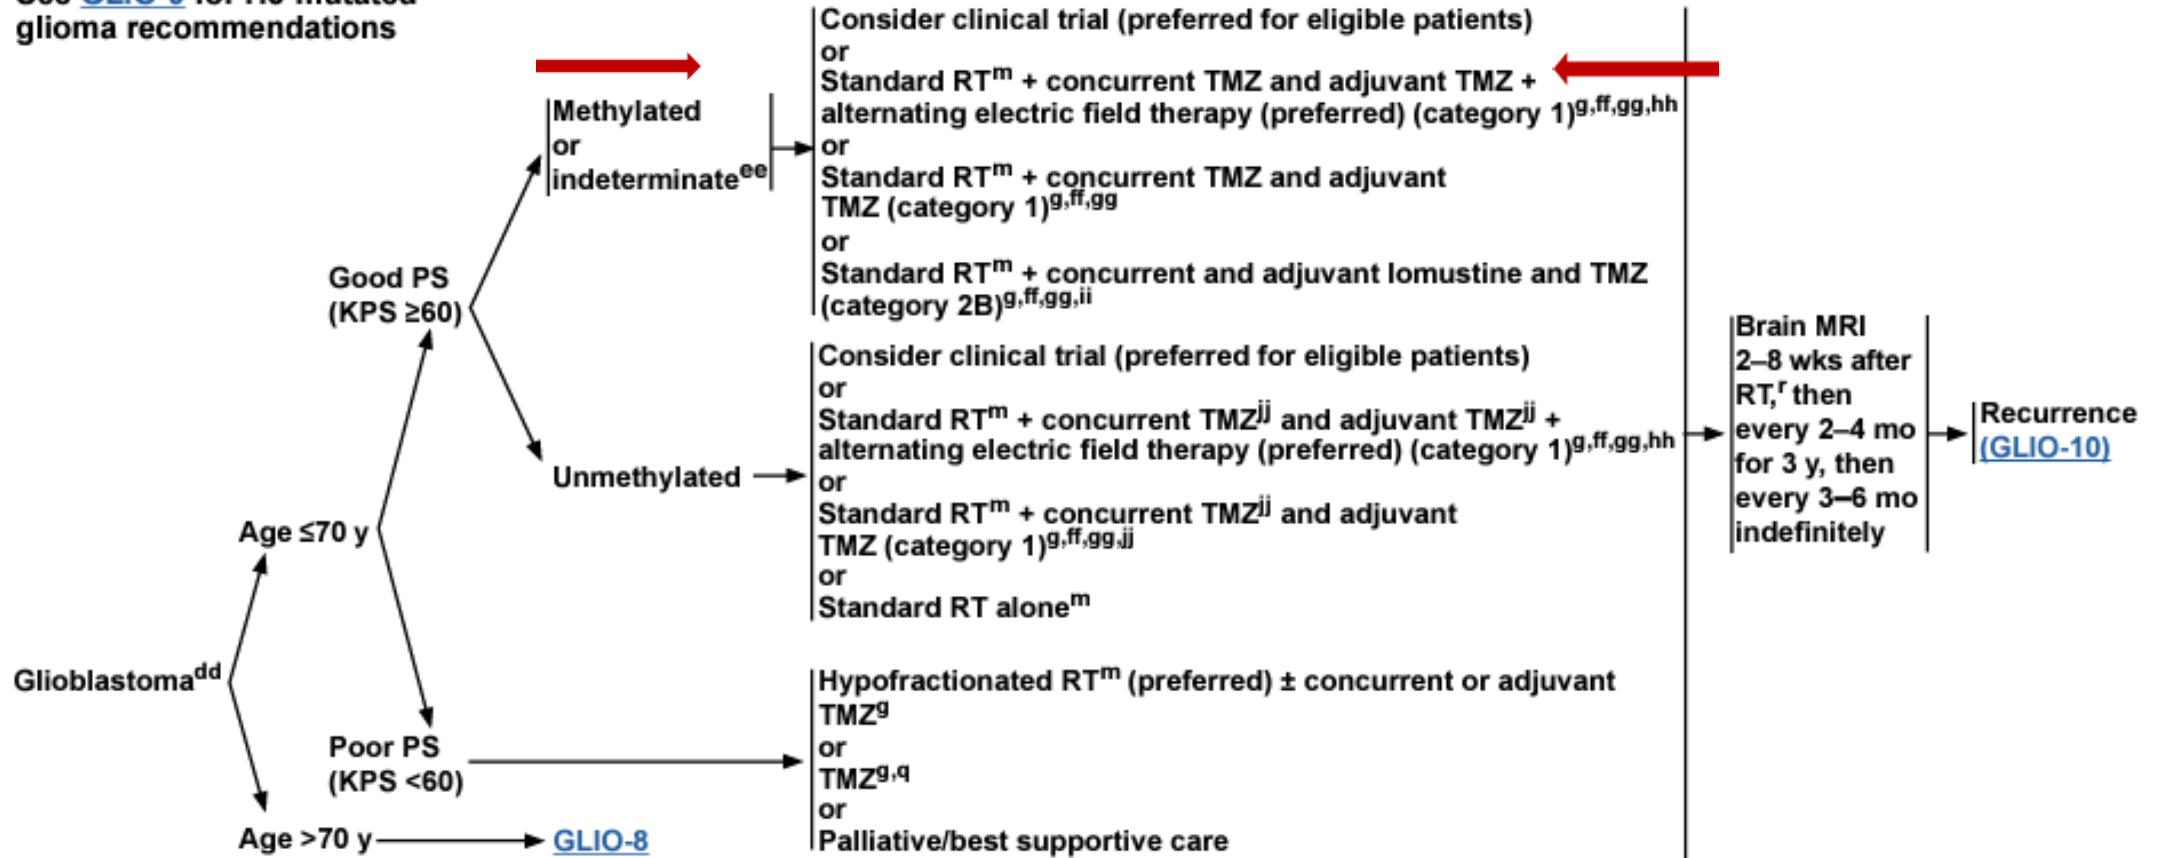 See GLIO-9 for H3-mutated
glioma recommendations
Consider clinical trial (preferred for eligible patients)
or
Standard RTm + concurrent TMZ and adjuvant TMZ +
alternating electric field therapy (preferred) (category 1)g,ff,gg,hh
or
Standard RTm + concurrent TMZ and adjuvant
TMZ (category 1)g,ff,gg
or
Standard RTm + concurrent and adjuvant lomustine and TMZ
(category 2B)g,ff,gg,ii
Methylated
or
indeterminateee
Good PS
(KPS ≥60)
Consider clinical trial (preferred for eligible patients)
or
Standard RTm + concurrent TMZjj and adjuvant TMZjj +
alternating electric field therapy (preferred) (category 1)g,ff,gg,hh
or
Standard RTm + concurrent TMZjj and adjuvant
TMZ (category 1)g,ff,gg,jj
or
Standard RT alonem
Unmethylated
Age ≤70 y
Glioblastomadd
Poor PS
(KPS <60)
Hypofractionated RTm (preferred) ± concurrent or adjuvant
TMZg
or
TMZg,q
or
Palliative/best supportive care
Age >70 y
GLIO-8
Brain MRI
2–8 wks after
RT,r then
every 2–4 mo
for 3 y, then
every 3–6 mo
indefinitely
Recurrence
(GLIO-10)